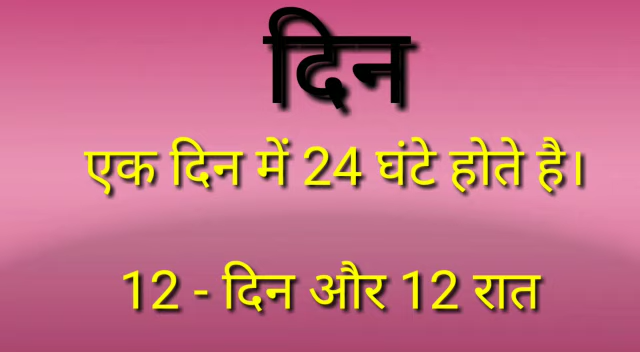 दिन
एक दिन में 24 घंटे होते है।
12 - दिन और 12 रात